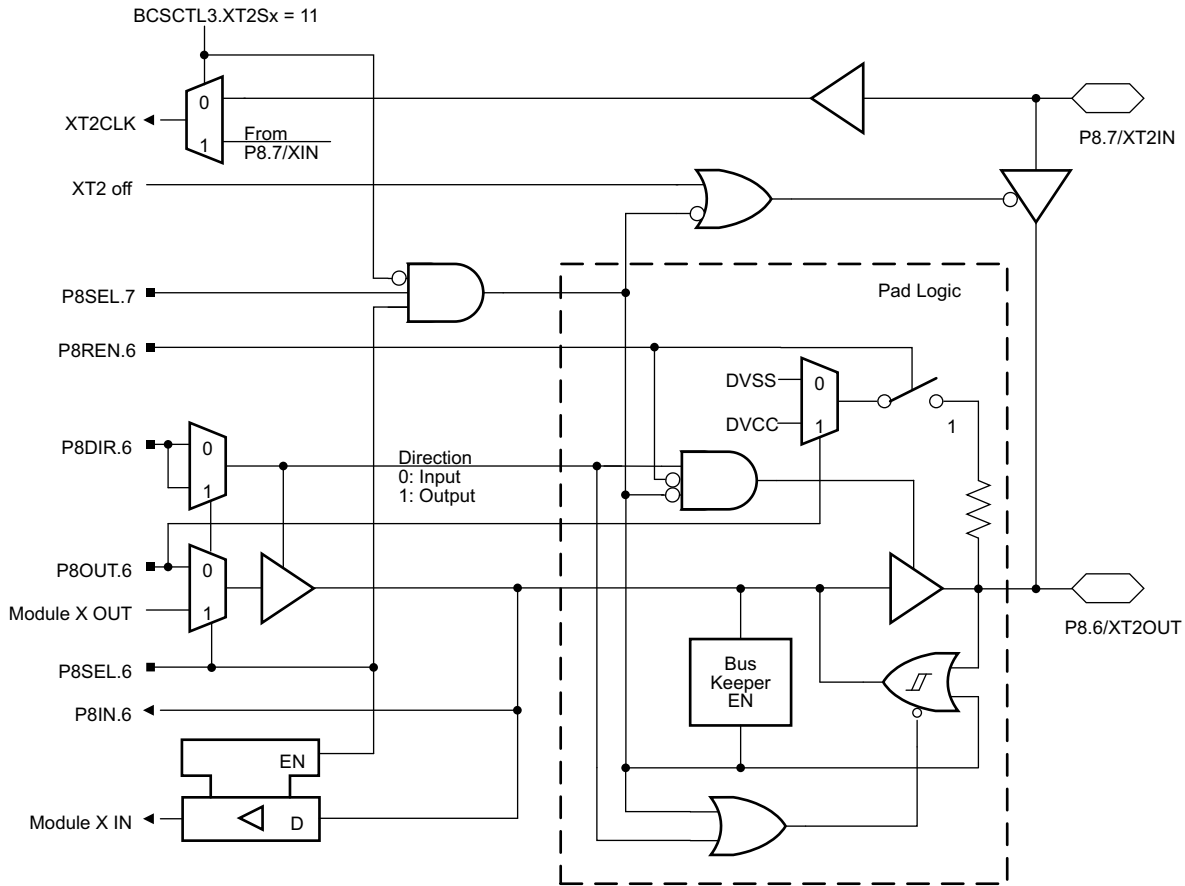 BCSCTL3.XT2Sx = 11
0
XT2CLK
1
From
P8.7/XIN
P8.7/XT2IN
XT2 off
Pad Logic
P8SEL.7
P8REN.6
DVSS
0
DVCC
1
1
P8DIR.6
0
1
Direction
0: Input
1: Output
P8OUT.6
0
Module X OUT
1
P8.6/XT2OUT
P8SEL.6
Bus
Keeper
EN
P8IN.6
EN
Module X IN
D